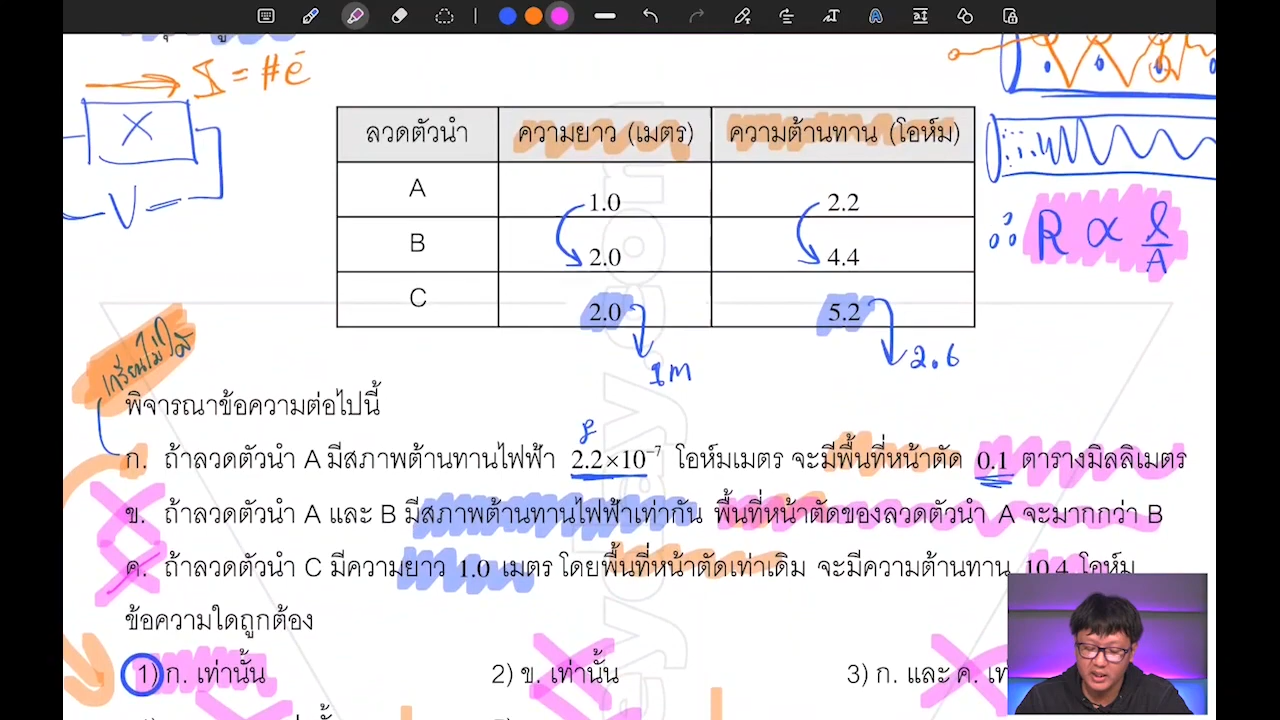 I = #ē
X
V
ลวดตัวนำ ความยาว (เมตร) ความต้านทาน (โอห์ม)
A 1.0 2.2
B 2.0 4.4
C 2.0 5.2
∴ R ∝ l/A
1m
2.6
พิจารณาข้อความต่อไปนี้
ก. ถ้าลวดตัวนำ A มีสภาพต้านทานไฟฟ้า 2.2×10⁻⁷ โอห์มเมตร จะมีพื้นที่หน้าตัด 0.1 ตารางมิลลิเมตร
ข. ถ้าลวดตัวนำ A และ B มีสภาพต้านทานไฟฟ้าเท่ากัน พื้นที่หน้าตัดของลวดตัวนำ A จะมากกว่า B
ค. ถ้าลวดตัวนำ C มีความยาว 1.0 เมตร โดยพื้นที่หน้าตัดเท่าเดิม จะมีความต้านทาน 10.4 โอห์ม
ข้อความใดถูกต้อง
1) ก. เท่านั้น 2) ข. เท่านั้น 3) ก. และ ค.